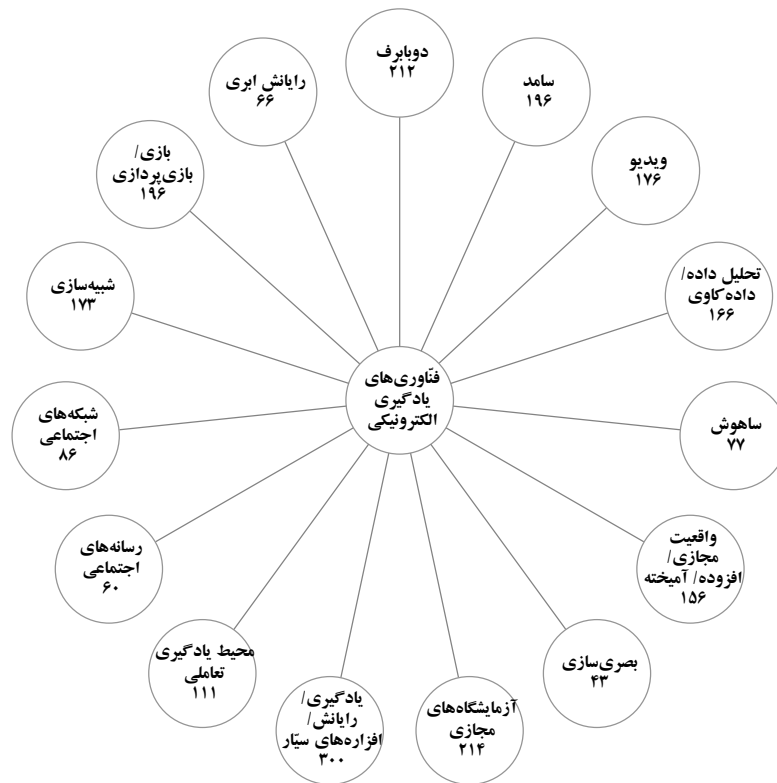 دوبابرف
۲۱۲
سامد
۱۹۶
ویدیو
۱۷۶
تحلیل داده/
داده‌کاوی
۱۶۶
ساهوش
۷۷
واقعیت
مجازی/
افزوده/ آمیخته
۱۵۶
بصری‌سازی
۴۳
آزمایشگاه‌های
مجازی
۲۱۴
یادگیری/
رایانش/
افزاره‌های سیّار
۳۰۰
محیط یادگیری
تعاملی
۱۱۱
رسانه‌های
اجتماعی
۶۰
شبکه‌های
اجتماعی
۸۶
شبیه‌سازی
۱۷۳
بازی/
بازی‌پردازی
۱۹۶
رایانش ابری
۶۶
فنّاوری‌های
یادگیری
الکترونیکی